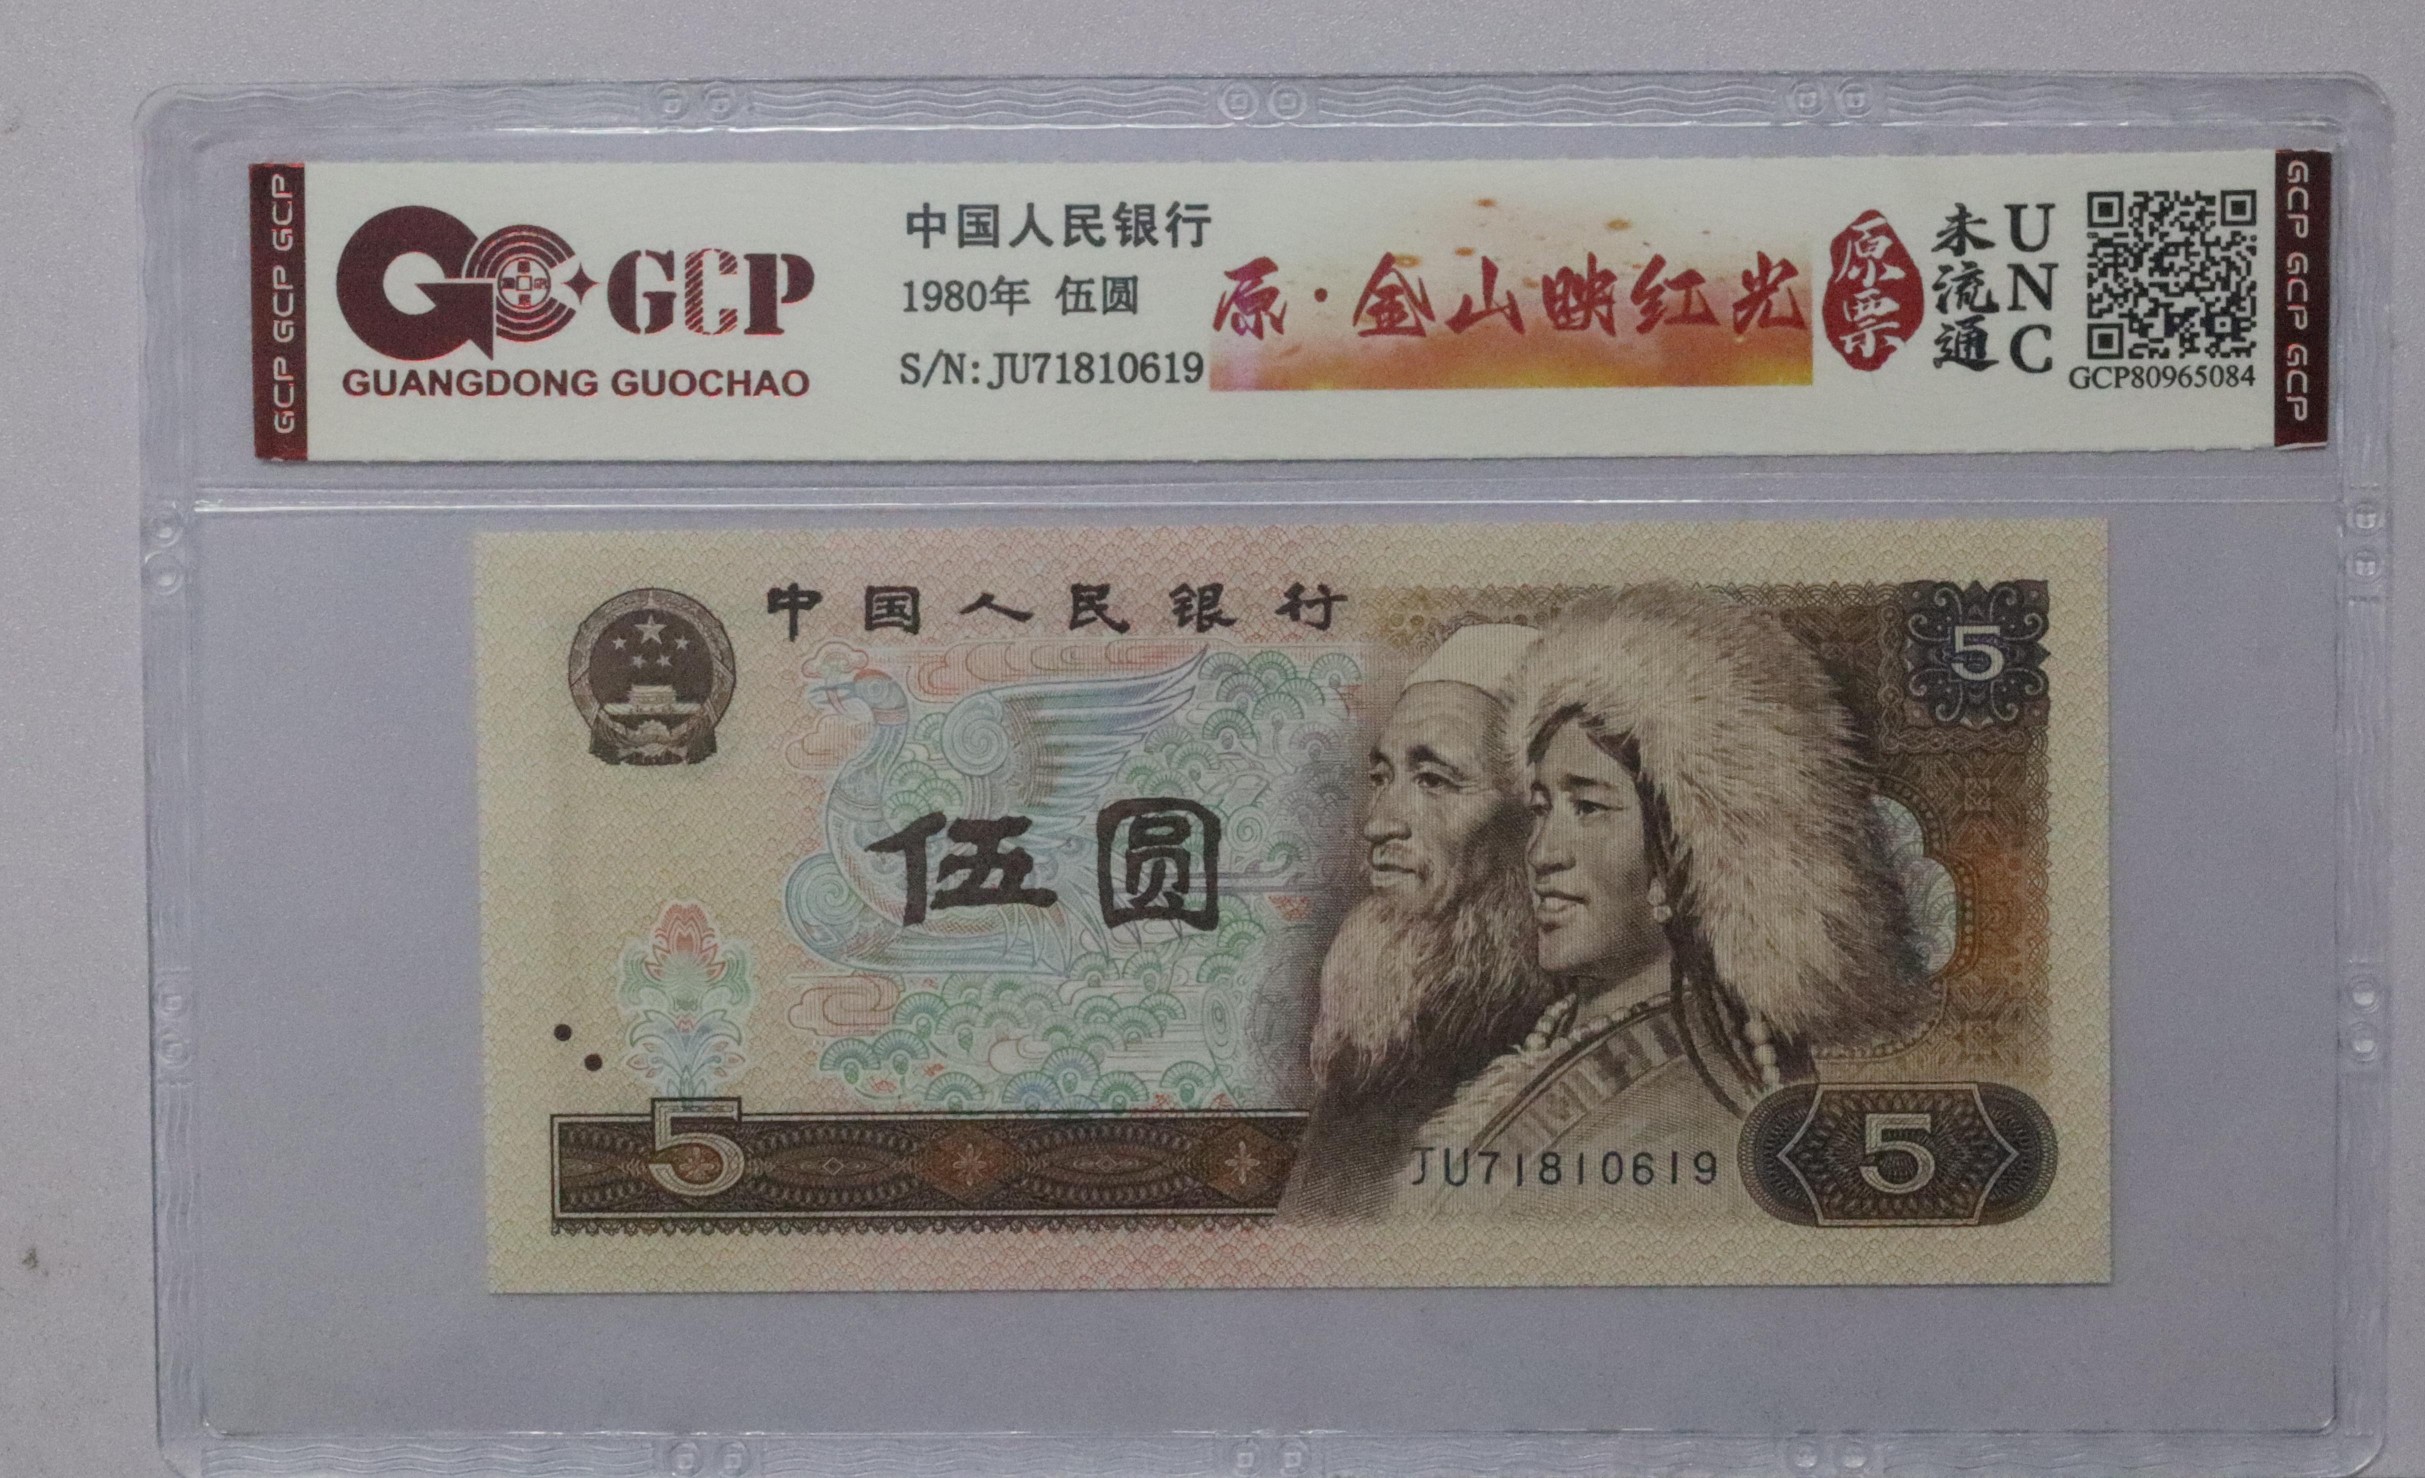 GCP GCP GCP
GCP
GUANGDONG GUOCHAO
中国人民银行
1980年 伍圆
S/N: JU71810619
原·金山映红光
原票
未流通
UNC
GCP80965084
GCP GCP GCP
中国人民银行
5
伍圆
5
JU71810619
5